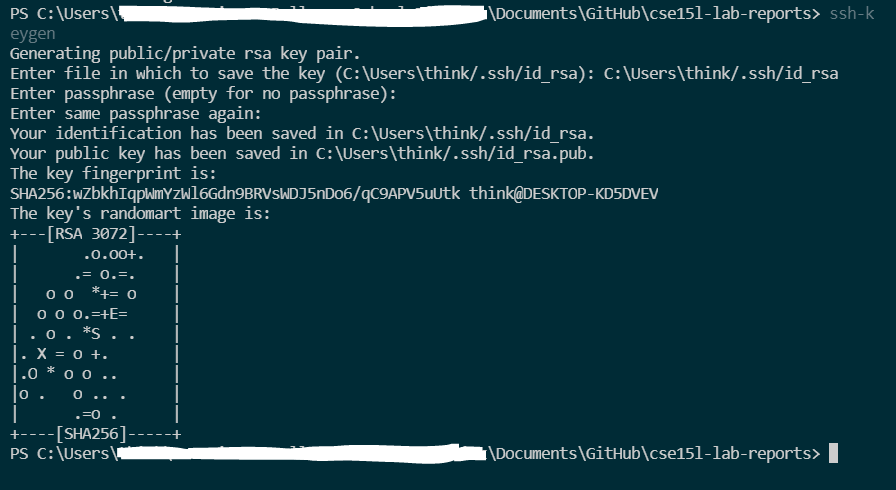 PS C:\Users\ \Documents\GitHub\cse15l-lab-reports> ssh-k
eygen
Generating public/private rsa key pair.
Enter file in which to save the key (C:\Users\think/.ssh/id_rsa): C:\Users\think/.ssh/id_rsa
Enter passphrase (empty for no passphrase):
Enter same passphrase again:
Your identification has been saved in C:\Users\think/.ssh/id_rsa.
Your public key has been saved in C:\Users\think/.ssh/id_rsa.pub.
The key fingerprint is:
SHA256:wZbkhIqpWmYzWl6Gdn9BRVsWDJ5nDo6/qC9APV5uUtk think@DESKTOP-KD5DVEV
The key's randomart image is:
+---[RSA 3072]----+
|       .o.oo+.   |
|      .= o.=.    |
|   o o  *+= o    |
|  o o o.=+E=     |
| . o . *S . .    |
|. X = o +.       |
|.O * o o ..      |
|o .   o .. .     |
|      .=o .      |
+----[SHA256]-----+
PS C:\Users\ \Documents\GitHub\cse15l-lab-reports>